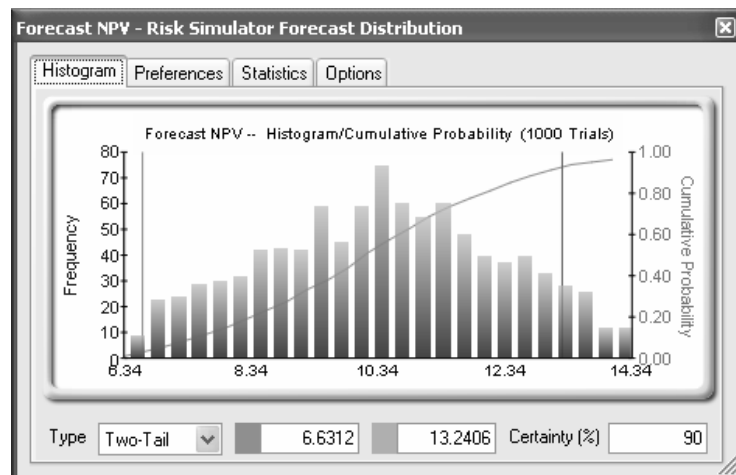 Forecast NPV - Risk Simulator Forecast Distribution
Histogram Preferences Statistics Options
Forecast NPV -- Histogram/Cumulative Probability (1000 Trials)
Frequency
80
70
60
50
40
30
20
10
0
1.00
0.80
0.60
0.40
0.20
0.00
Cumulative Probability
6.34 8.34 10.34 12.34 14.34
Type Two-Tail 6.6312 13.2406 Certainty (%) 90